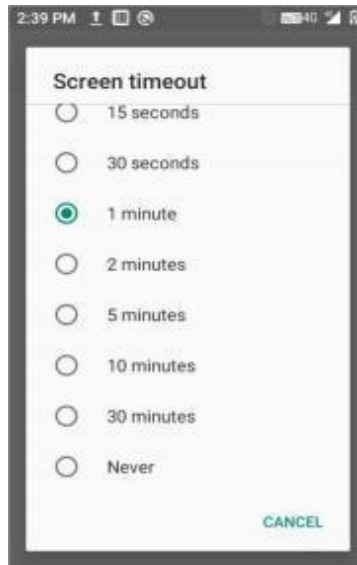 2:39 PM
4G
Screen timeout
15 seconds
30 seconds
1 minute
2 minutes
5 minutes
10 minutes
30 minutes
Never
CANCEL